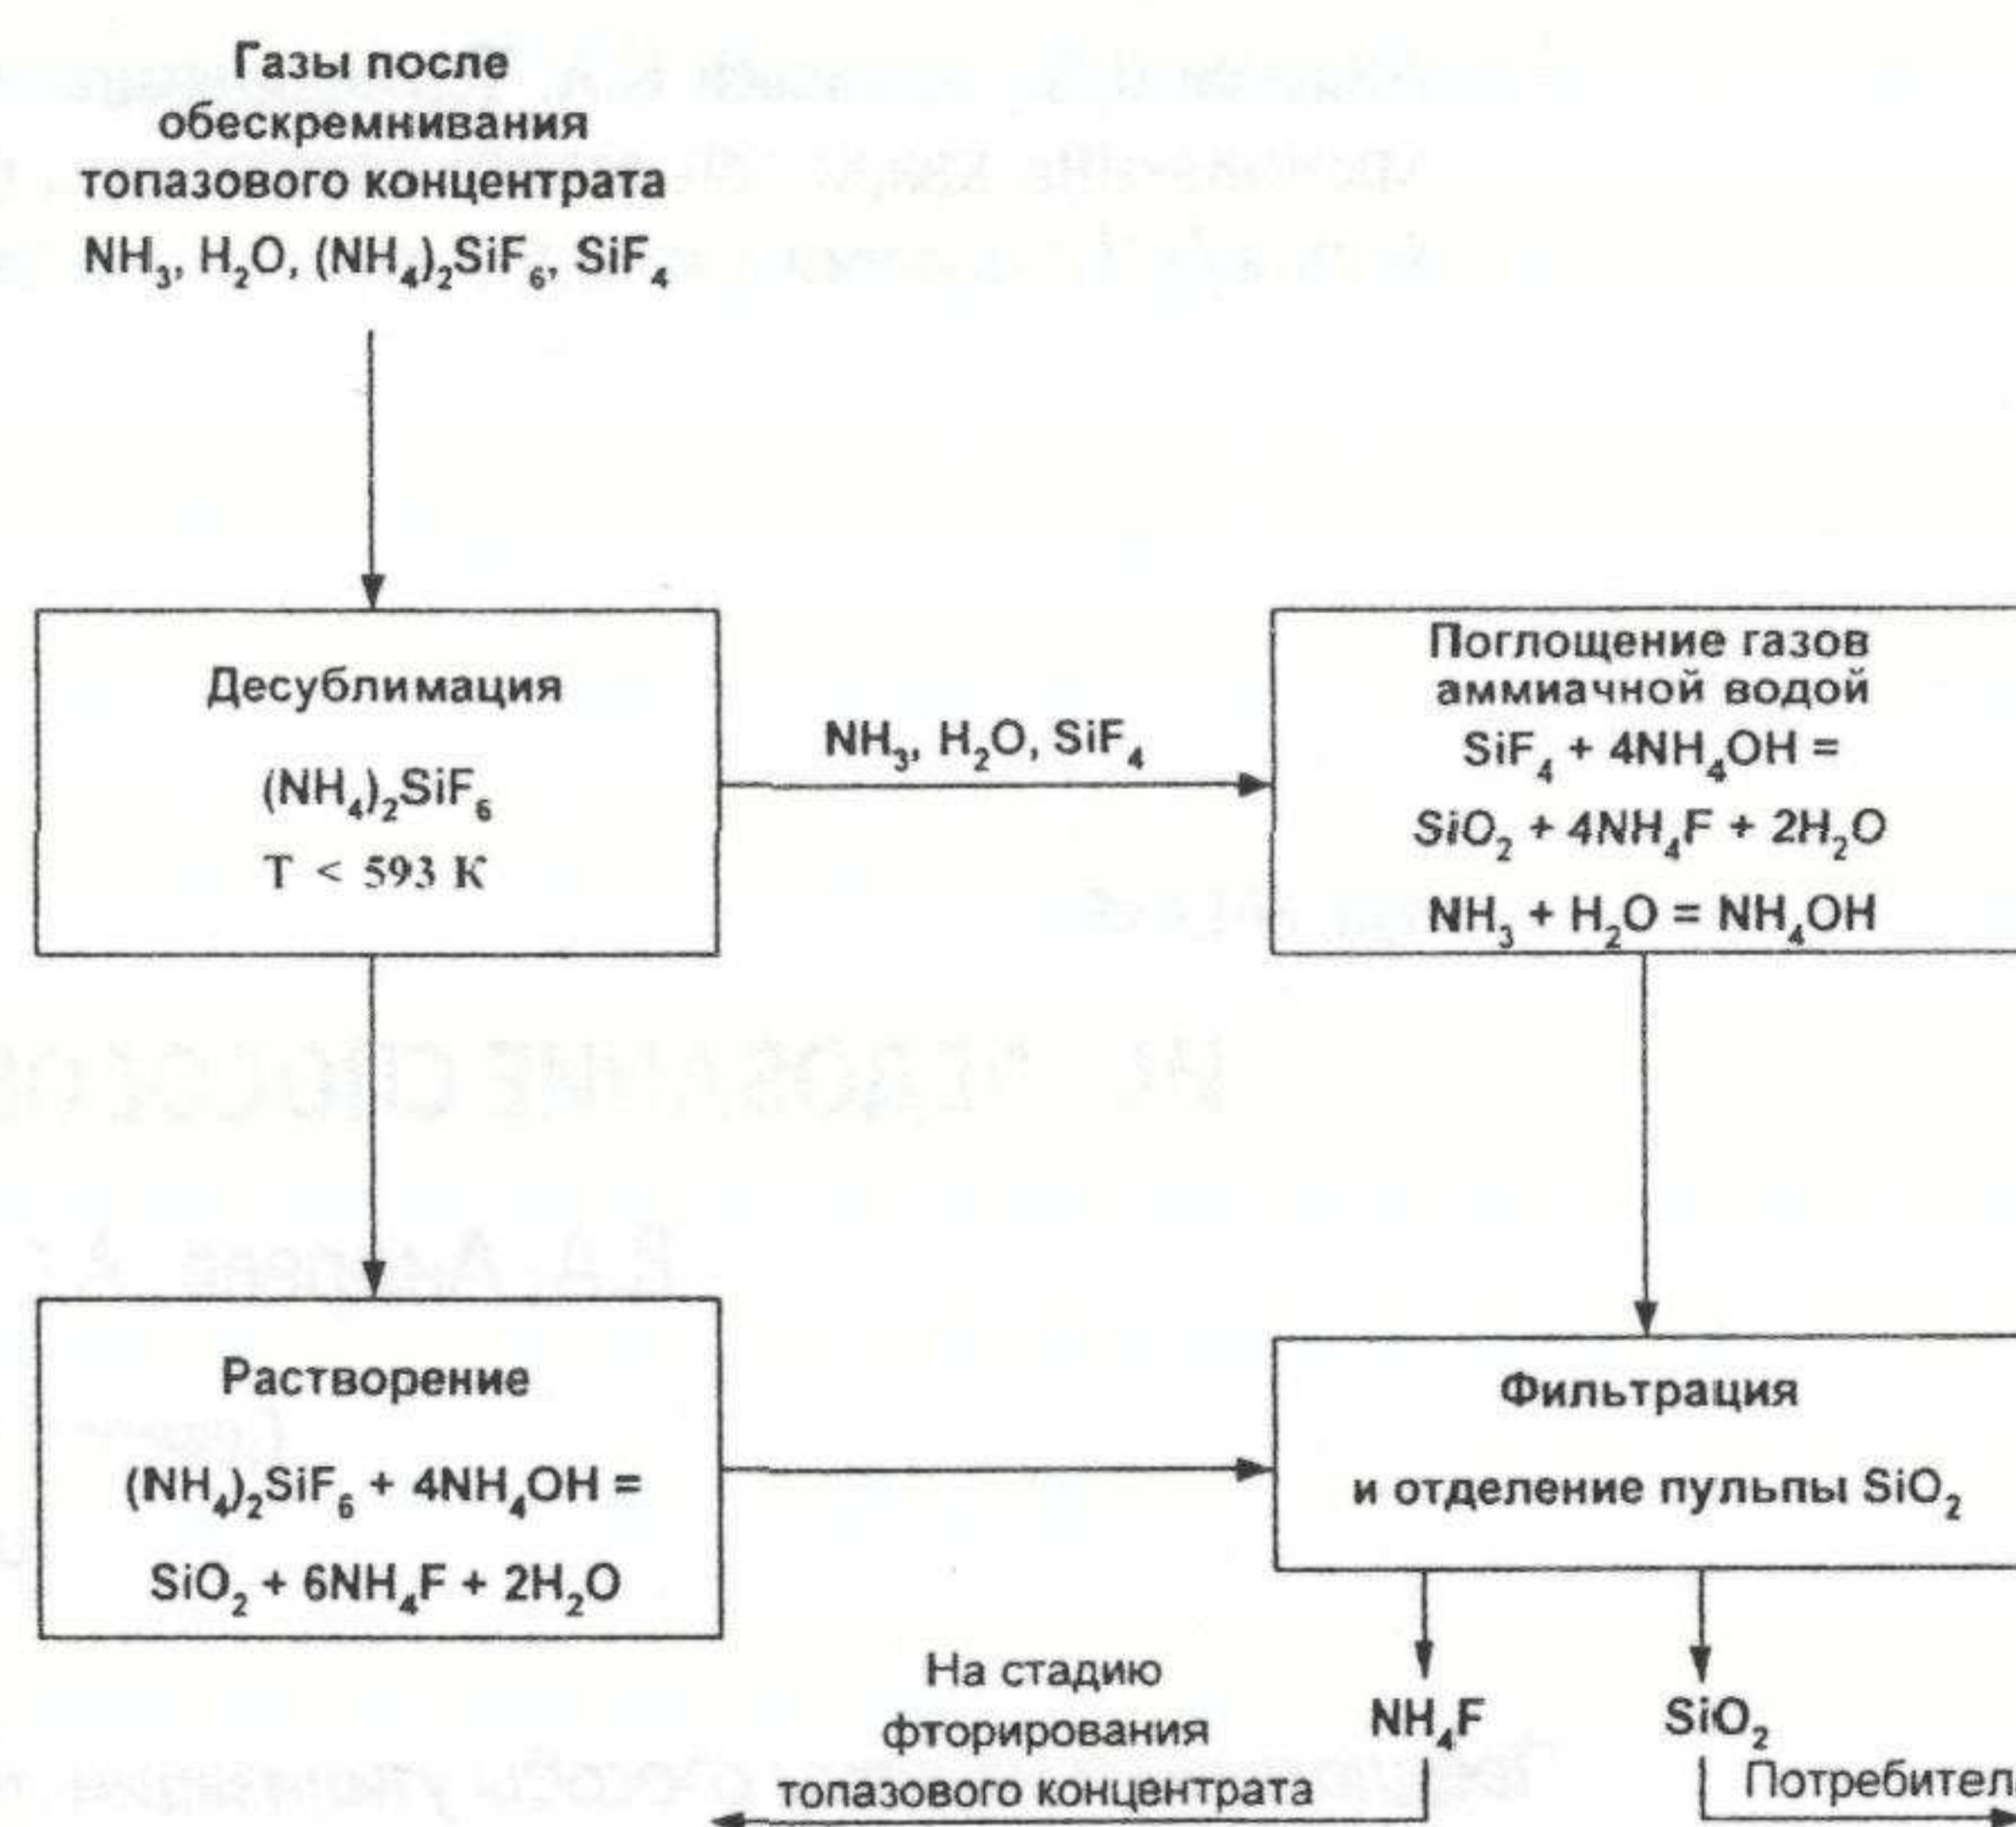 Газы после
обескремнивания
топазового концентрата
NH₃, H₂O, (NH₄)₂SiF₆, SiF₄
Десублимация
(NH₄)₂SiF₆
T < 593 К
NH₃, H₂O, SiF₄
Поглощение газов
аммиачной водой
SiF₄ + 4NH₄OH =
SiO₂ + 4NH₄F + 2H₂O
NH₃ + H₂O = NH₄OH
Растворение
(NH₄)₂SiF₆ + 4NH₄OH =
SiO₂ + 6NH₄F + 2H₂O
Фильтрация
и отделение пульпы SiO₂
На стадию
фторирования
топазового концентрата
NH₄F
SiO₂
Потребител